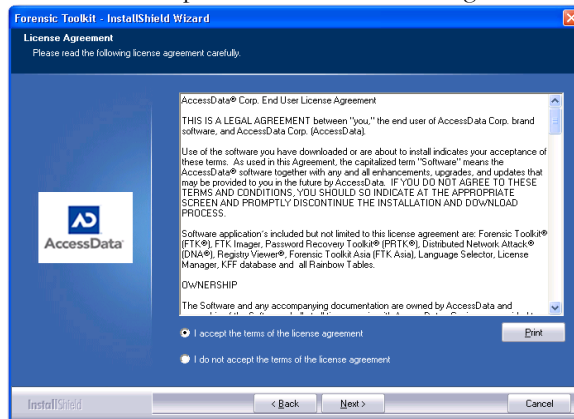 Forensic Toolkit - InstallShield Wizard
License Agreement
Please read the following license agreement carefully.
AccessData® Corp. End User License Agreement
THIS IS A LEGAL AGREEMENT between "you," the end user of AccessData Corp. brand
software, and AccessData Corp. (AccessData).
Use of the software you have downloaded or are about to install indicates your acceptance of
these terms.  As used in this Agreement, the capitalized term "Software" means the
AccessData® software together with any and all enhancements, upgrades, and updates that
may be provided to you in the future by AccessData.  IF YOU DO NOT AGREE TO THESE
TERMS AND CONDITIONS, YOU SHOULD SO INDICATE AT THE APPROPRIATE
SCREEN AND PROMPTLY DISCONTINUE THE INSTALLATION AND DOWNLOAD
PROCESS.
Software application's included but not limited to this license agreement are: Forensic Toolkit®
(FTK®), FTK Imager, Password Recovery Toolkit® (PRTK®), Distributed Network Attack®
(DNA®), Registry Viewer®, Forensic Toolkit Asia (FTK Asia), Language Selector, License
Manager, KFF database and  all Rainbow Tables.
OWNERSHIP
The Software and any accompanying documentation are owned by AccessData and
AccessData
I accept the terms of the license agreement
Print
I do not accept the terms of the license agreement
InstallShield
< Back
Next >
Cancel